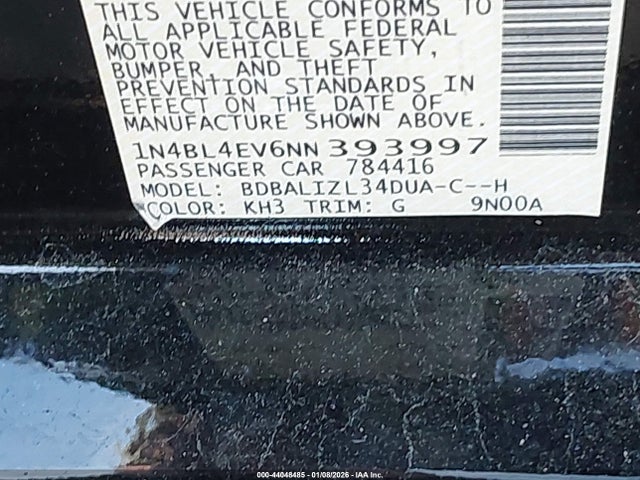 THIS VEHICLE CONFORMS TO
ALL APPLICABLE FEDERAL
MOTOR VEHICLE SAFETY,
BUMPER, AND THEFT
PREVENTION STANDARDS IN
EFFECT ON THE DATE OF
MANUFACTURE SHOWN ABOVE.
1N4BL4EV6NN 393997
PASSENGER CAR 784416
MODEL: BDBALIZL34DUA-C--H
COLOR: KH3 TRIM: G 9N00A
000-44048485 - 01/08/2026 - IAA Inc.